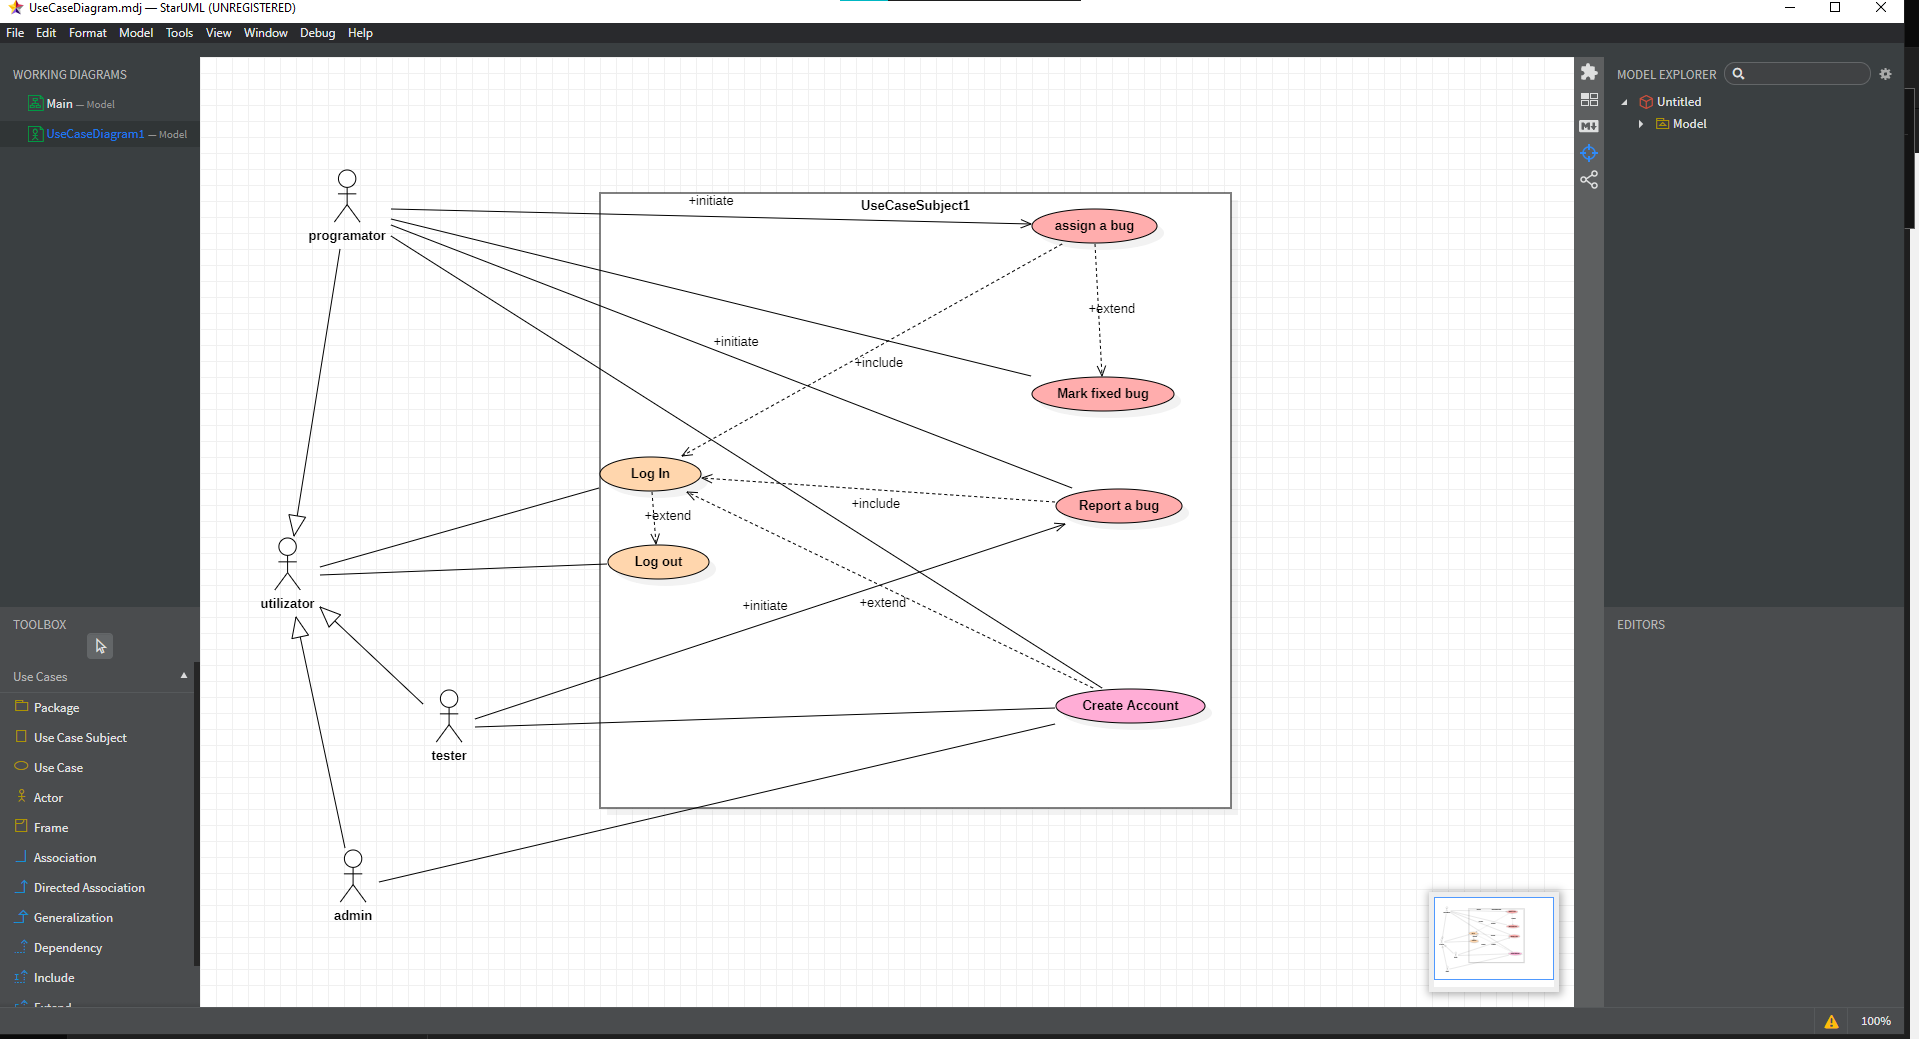 UseCaseDiagram.mdj — StarUML (UNREGISTERED)
File Edit Format Model Tools View Window Debug Help
WORKING DIAGRAMS
Main — Model
UseCaseDiagram1 — Model
TOOLBOX
Use Cases
Package
Use Case Subject
Use Case
Actor
Frame
Association
Directed Association
Generalization
Dependency
Include
Extend
programator
utilizator
tester
admin
+initiate
UseCaseSubject1
assign a bug
+extend
+initiate
+include
Mark fixed bug
Log In
+include
Report a bug
+extend
Log out
+initiate
+extend
Create Account
MODEL EXPLORER
Untitled
Model
EDITORS
100%